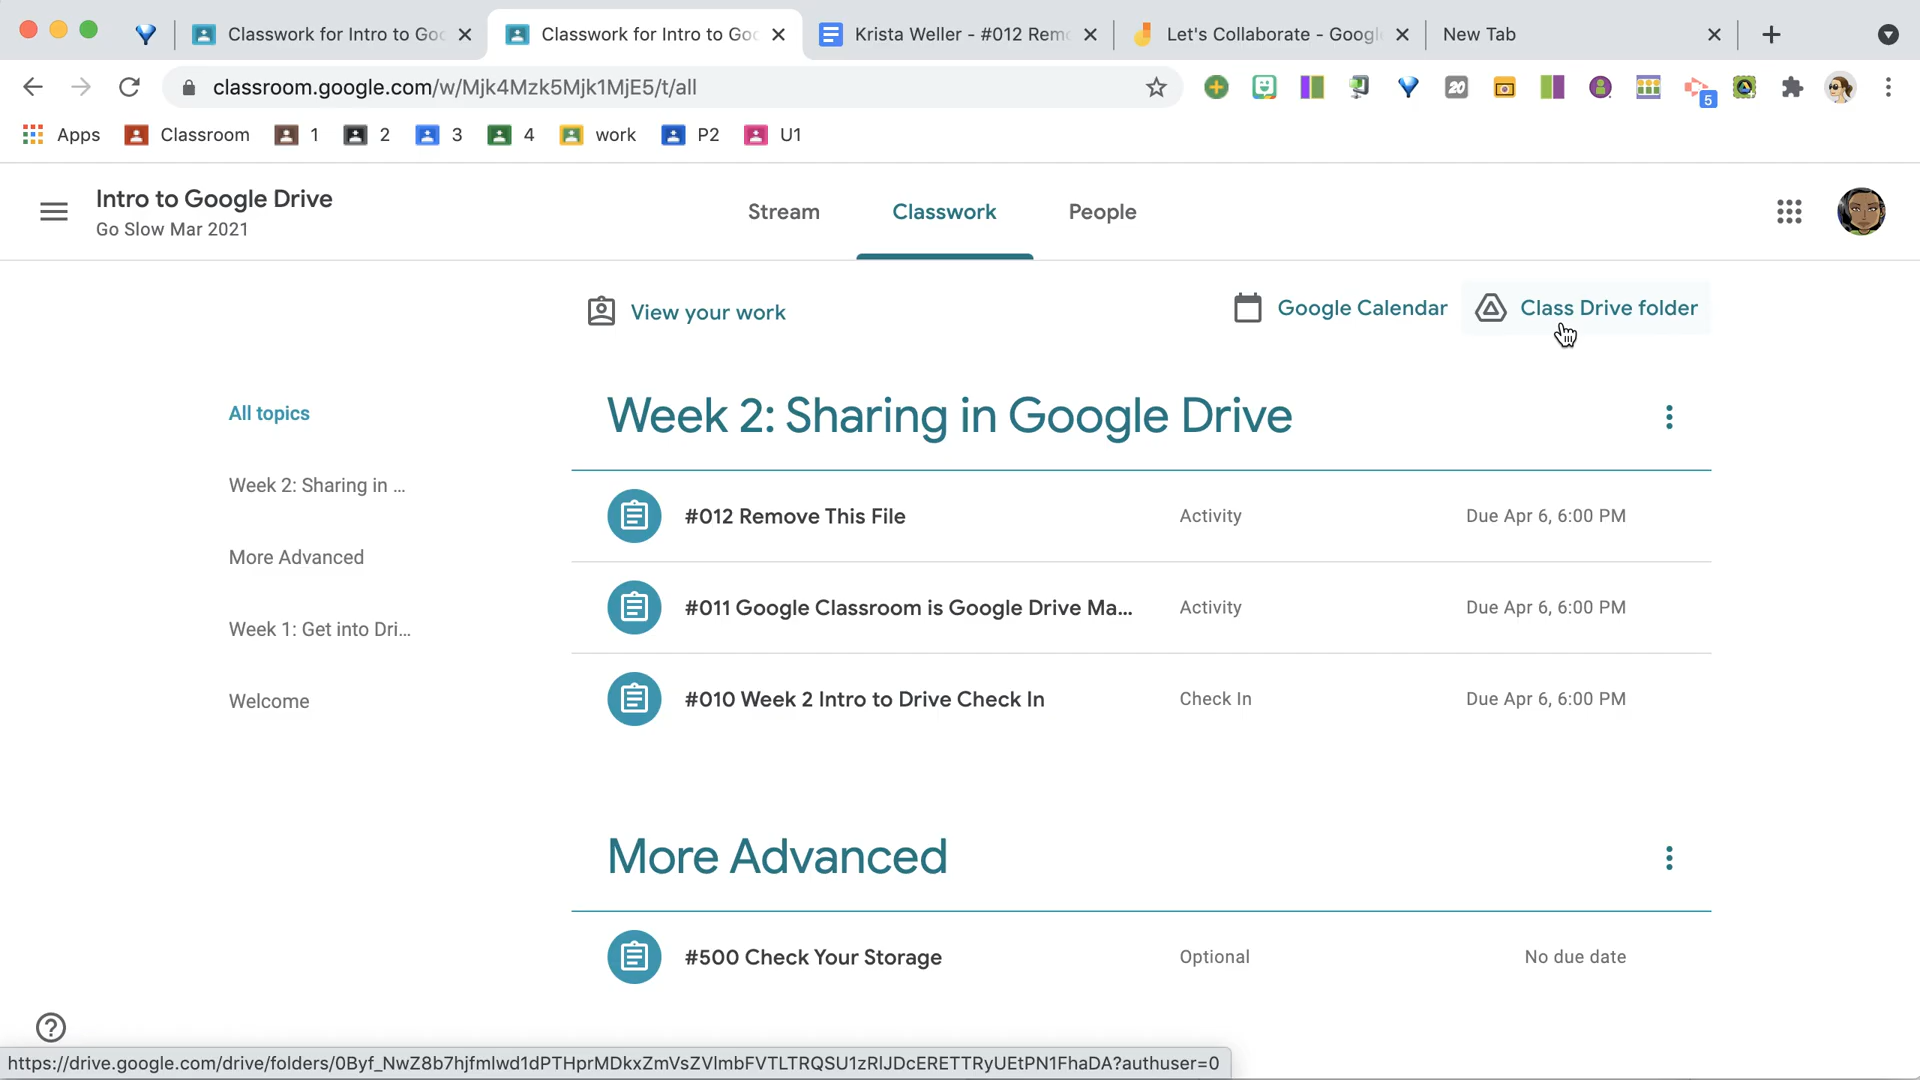 Classwork for Intro to Goo
Classwork for Intro to Goo
Krista Weller - #012 Rem
Let's Collaborate - Google
New Tab
classroom.google.com/w/Mjk4Mzk5Mjk1MjE5/t/all
20
5
Apps
Classroom
1
2
3
4
work
P2
U1
Intro to Google Drive
Go Slow Mar 2021
Stream
Classwork
People
View your work
Google Calendar
Class Drive folder
All topics
Week 2: Sharing in ...
More Advanced
Week 1: Get into Dri...
Welcome
Week 2: Sharing in Google Drive
#012 Remove This File
Activity
Due Apr 6, 6:00 PM
#011 Google Classroom is Google Drive Ma...
Activity
Due Apr 6, 6:00 PM
#010 Week 2 Intro to Drive Check In
Check In
Due Apr 6, 6:00 PM
More Advanced
#500 Check Your Storage
Optional
No due date
https://drive.google.com/drive/folders/0Byf_NwZ8b7hjfmlwd1dPTHprMDkxZmVsZVlmbFVTLTRQSU1zRlJDcERETTRyUEtPN1FhaDA?authuser=0